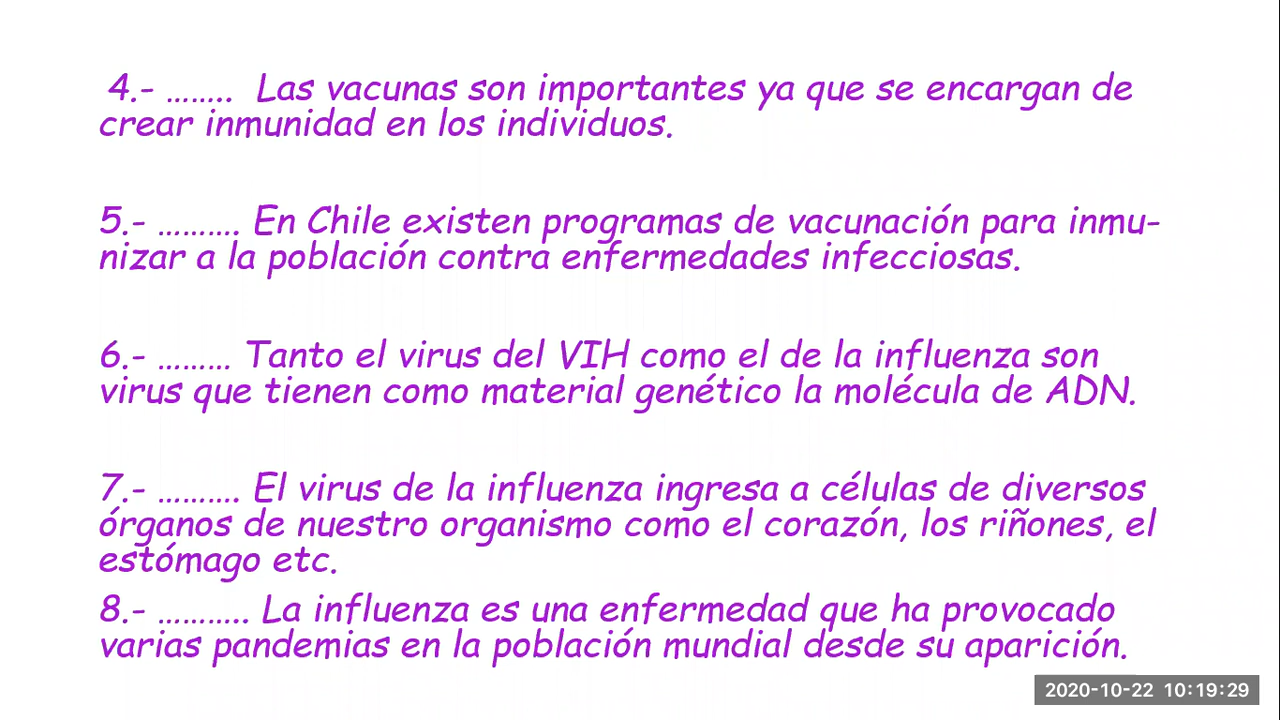 4.- …….. Las vacunas son importantes ya que se encargan de
crear inmunidad en los individuos.
5.- ………. En Chile existen programas de vacunación para inmu-
nizar a la población contra enfermedades infecciosas.
6.- ……… Tanto el virus del VIH como el de la influenza son
virus que tienen como material genético la molécula de ADN.
7.- ………. El virus de la influenza ingresa a células de diversos
órganos de nuestro organismo como el corazón, los riñones, el
estómago etc.
8.- ……….. La influenza es una enfermedad que ha provocado
varias pandemias en la población mundial desde su aparición.
2020-10-22 10:19:29